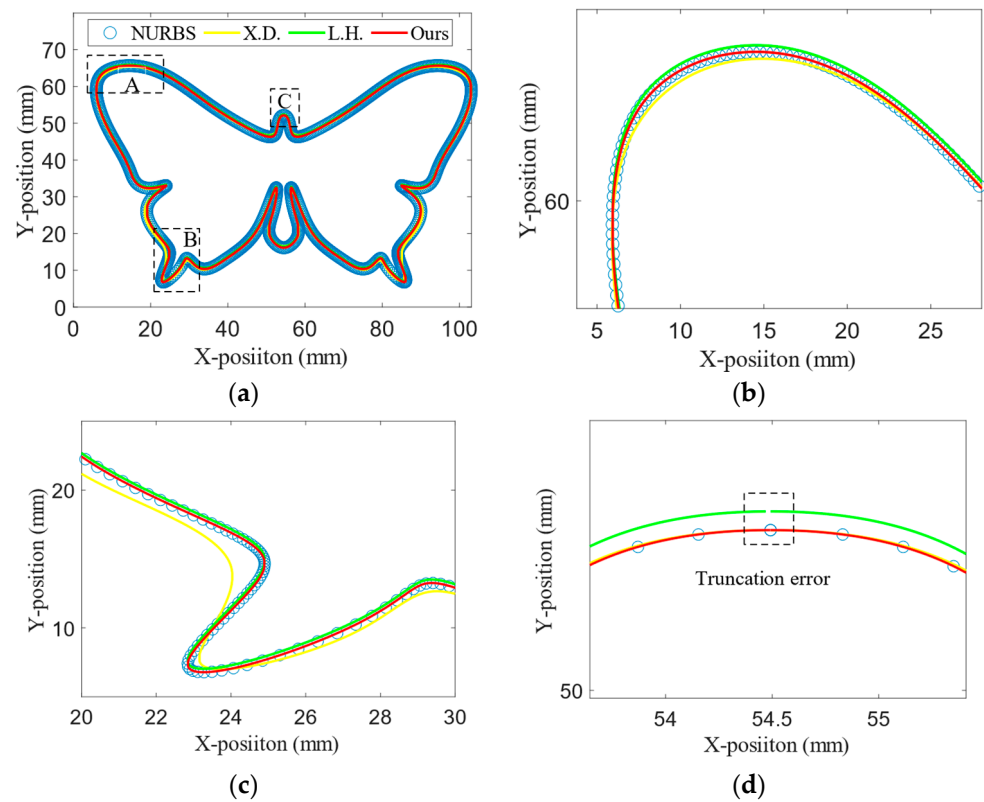 NURBS X.D. L.H. Ours
A
C
B
Y-position (mm)
70
60
50
40
30
20
10
0
0 20 40 60 80 100
X-posiiton (mm)
(a)
Y-position (mm)
60
5 10 15 20 25
X-posiiton (mm)
(b)
Y-position (mm)
20
10
20 22 24 26 28 30
X-posiiton (mm)
(c)
Y-position (mm)
Truncation error
50
54 54.5 55
X-posiiton (mm)
(d)